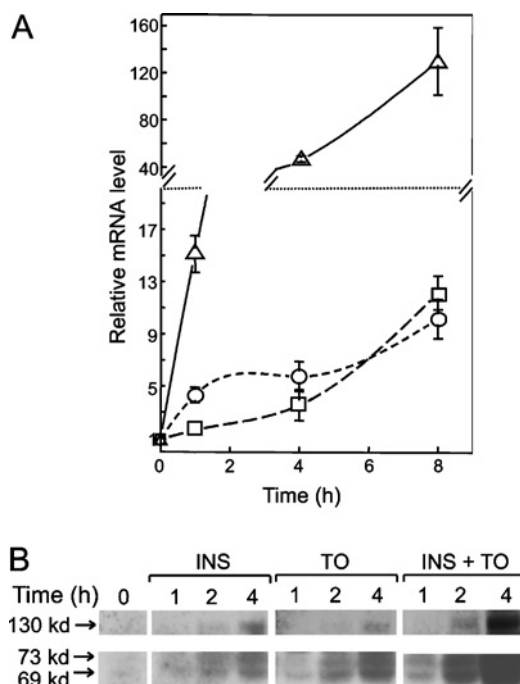 A
Relative mRNA level
160
120
80
40
17
13
9
5
1
0 2 4 6 8
Time (h)
B
INS TO INS + TO
Time (h) 0 1 2 4 1 2 4 1 2 4
130 kd →
73 kd →
69 kd →